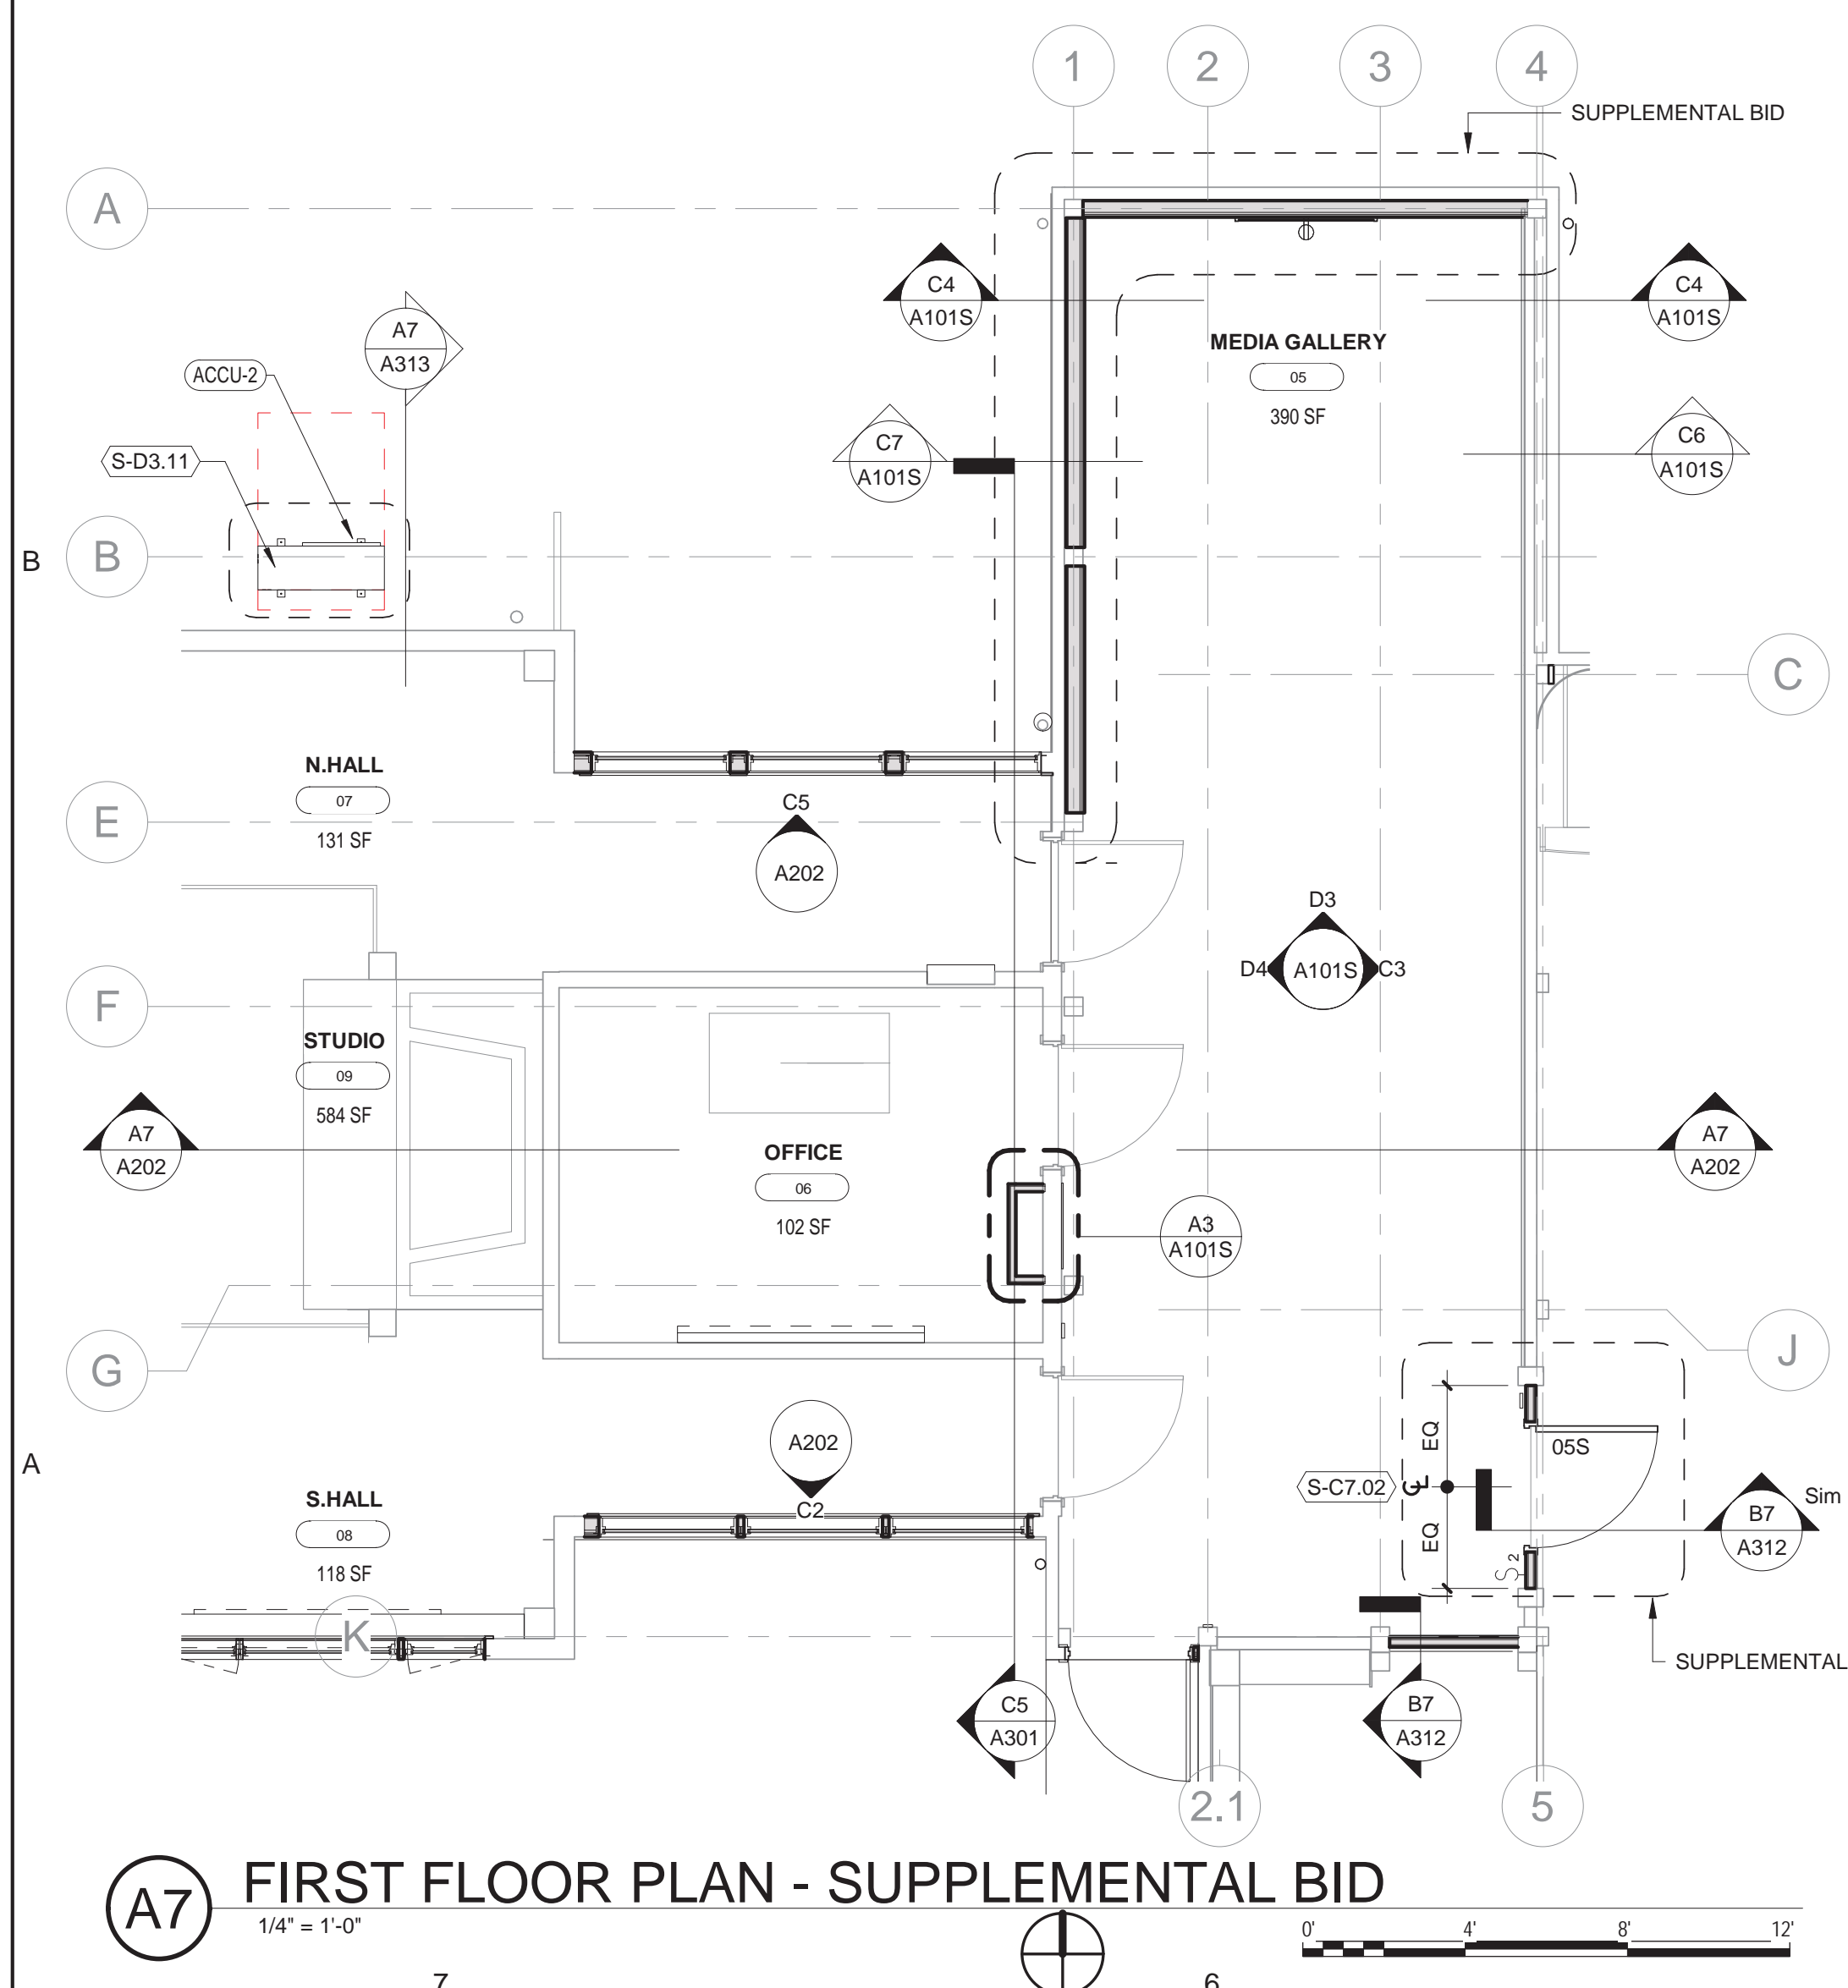 1
2
3
4
SUPPLEMENTAL BID
A
C4
A101S
C4
A101S
A7
A313
MEDIA GALLERY
05
390 SF
ACCU-2
S-D3.11
C7
A101S
C6
A101S
B
B
C
N.HALL
07
131 SF
C5
A202
E
D3
D4
A101S
C3
F
STUDIO
09
584 SF
A7
A202
OFFICE
06
102 SF
A7
A202
A3
A101S
G
J
A
A202
C2
EQ
05S
S-C7.02
CL
EQ
S2
B7
A312
Sim
S.HALL
08
118 SF
K
SUPPLEMENTAL
C5
A301
B7
A312
2.1
5
A7
FIRST FLOOR PLAN - SUPPLEMENTAL BID
1/4" = 1'-0"
0'
4'
8'
12'
7
6